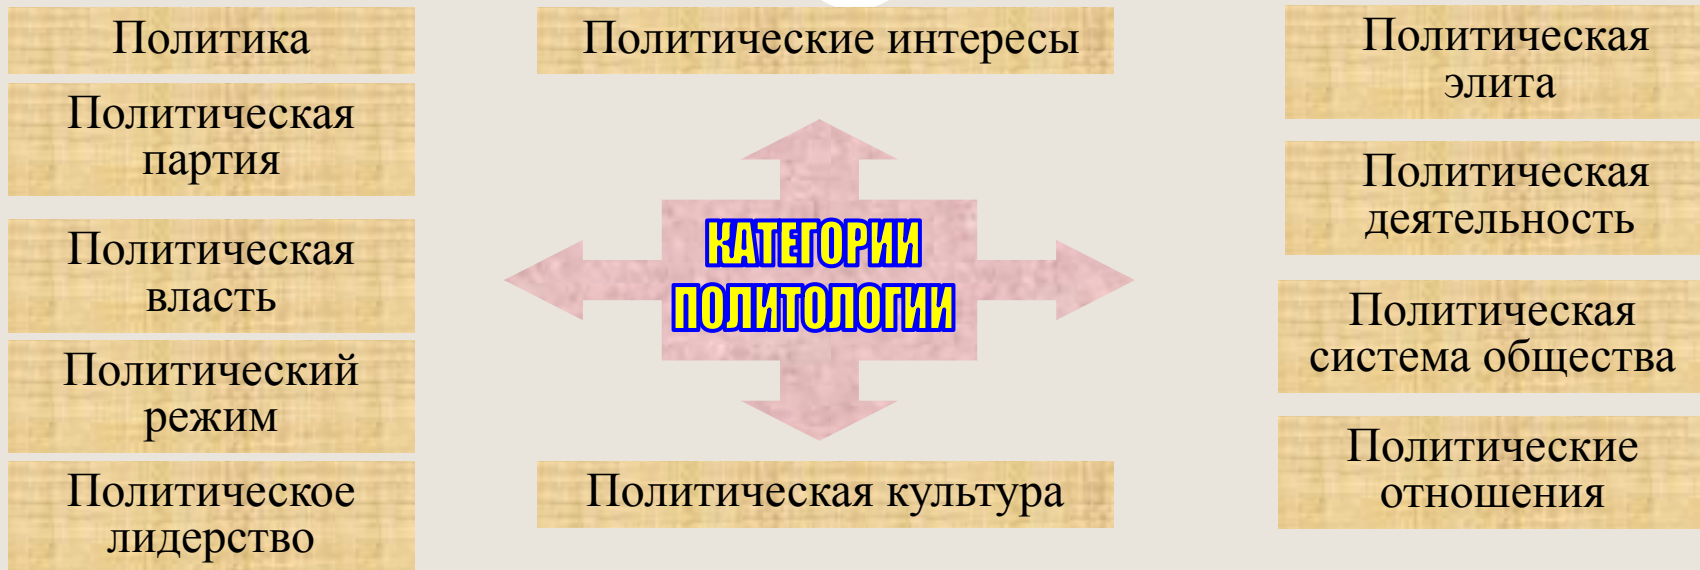 Политика
Политическая
партия
Политическая
власть
Политический
режим
Политическое
лидерство
Политические интересы
КАТЕГОРИИ
ПОЛИТОЛОГИИ
Политическая культура
Политическая
элита
Политическая
деятельность
Политическая
система общества
Политические
отношения